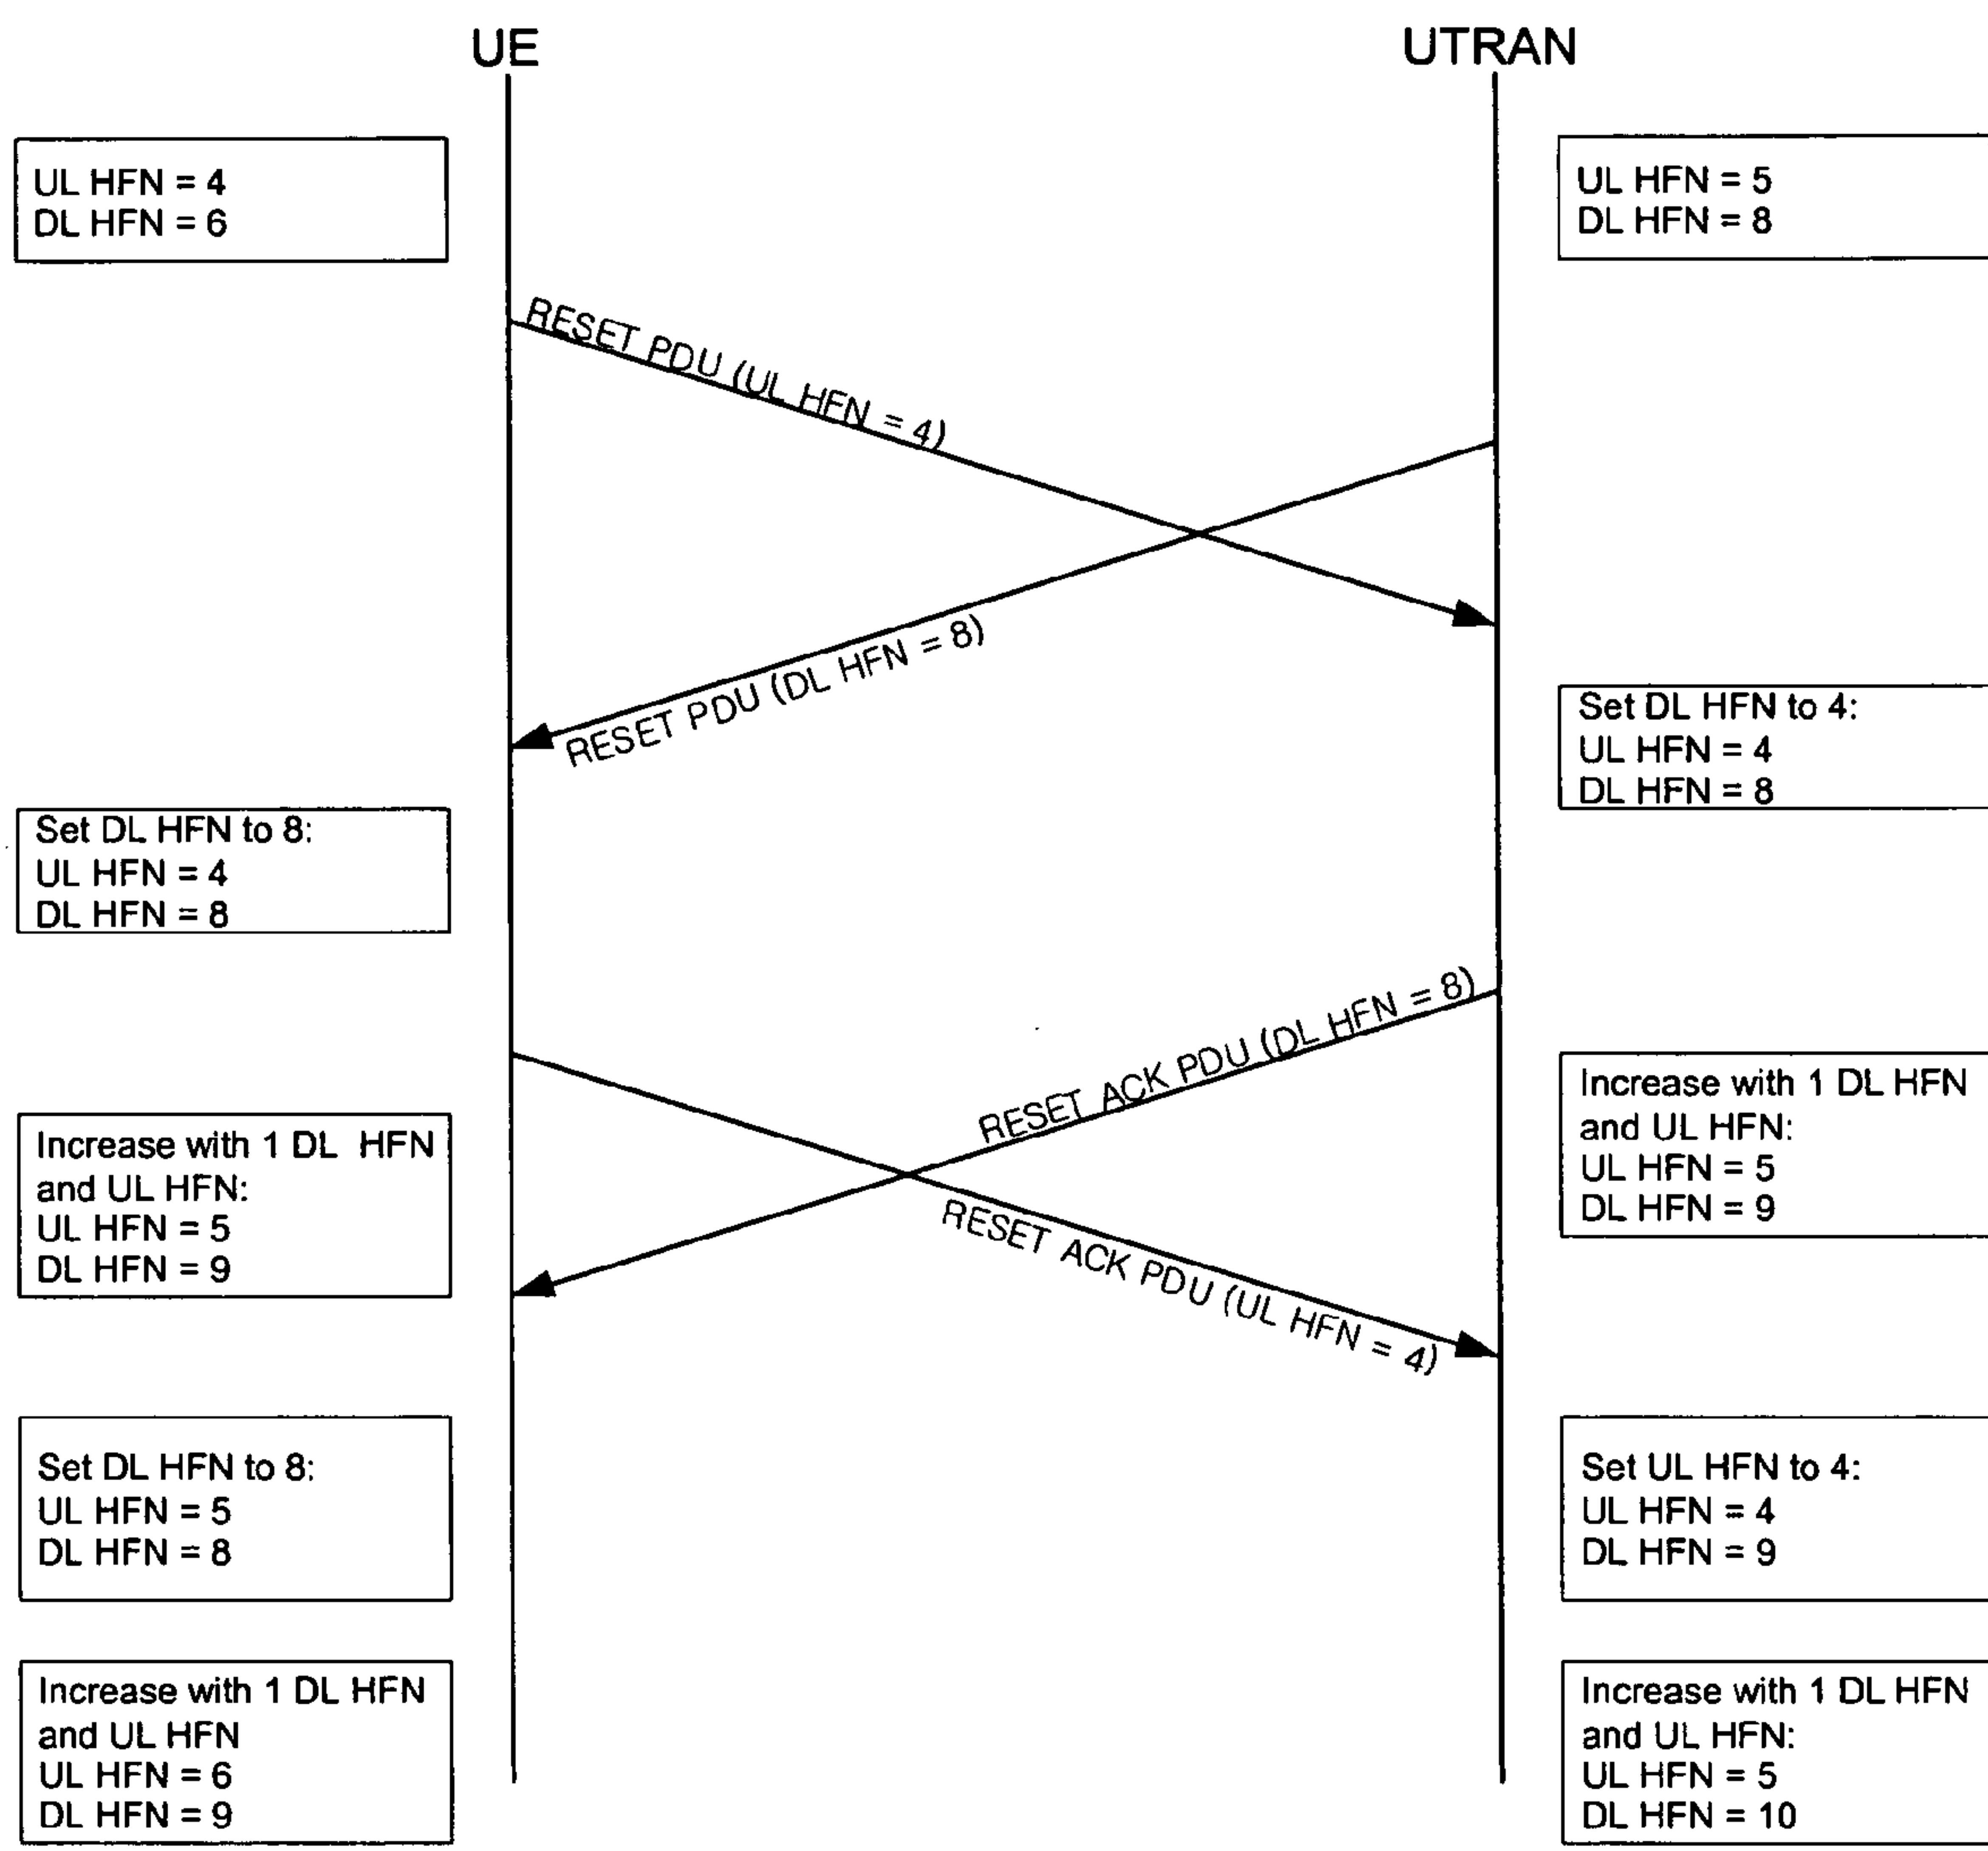 UE
UTRAN
UL HFN = 4
DL HFN = 6
UL HFN = 5
DL HFN = 8
RESET PDU (UL HFN = 4)
RESET PDU (DL HFN = 8)
Set DL HFN to 4:
UL HFN = 4
DL HFN = 8
Set DL HFN to 8:
UL HFN = 4
DL HFN = 8
RESET ACK PDU (DL HFN = 8)
RESET ACK PDU (UL HFN = 4)
Increase with 1 DL HFN
and UL HFN:
UL HFN = 5
DL HFN = 9
Increase with 1 DL HFN
and UL HFN:
UL HFN = 5
DL HFN = 9
Set DL HFN to 8:
UL HFN = 5
DL HFN = 8
Set UL HFN to 4:
UL HFN = 4
DL HFN = 9
Increase with 1 DL HFN
and UL HFN
UL HFN = 6
DL HFN = 9
Increase with 1 DL HFN
and UL HFN:
UL HFN = 5
DL HFN = 10